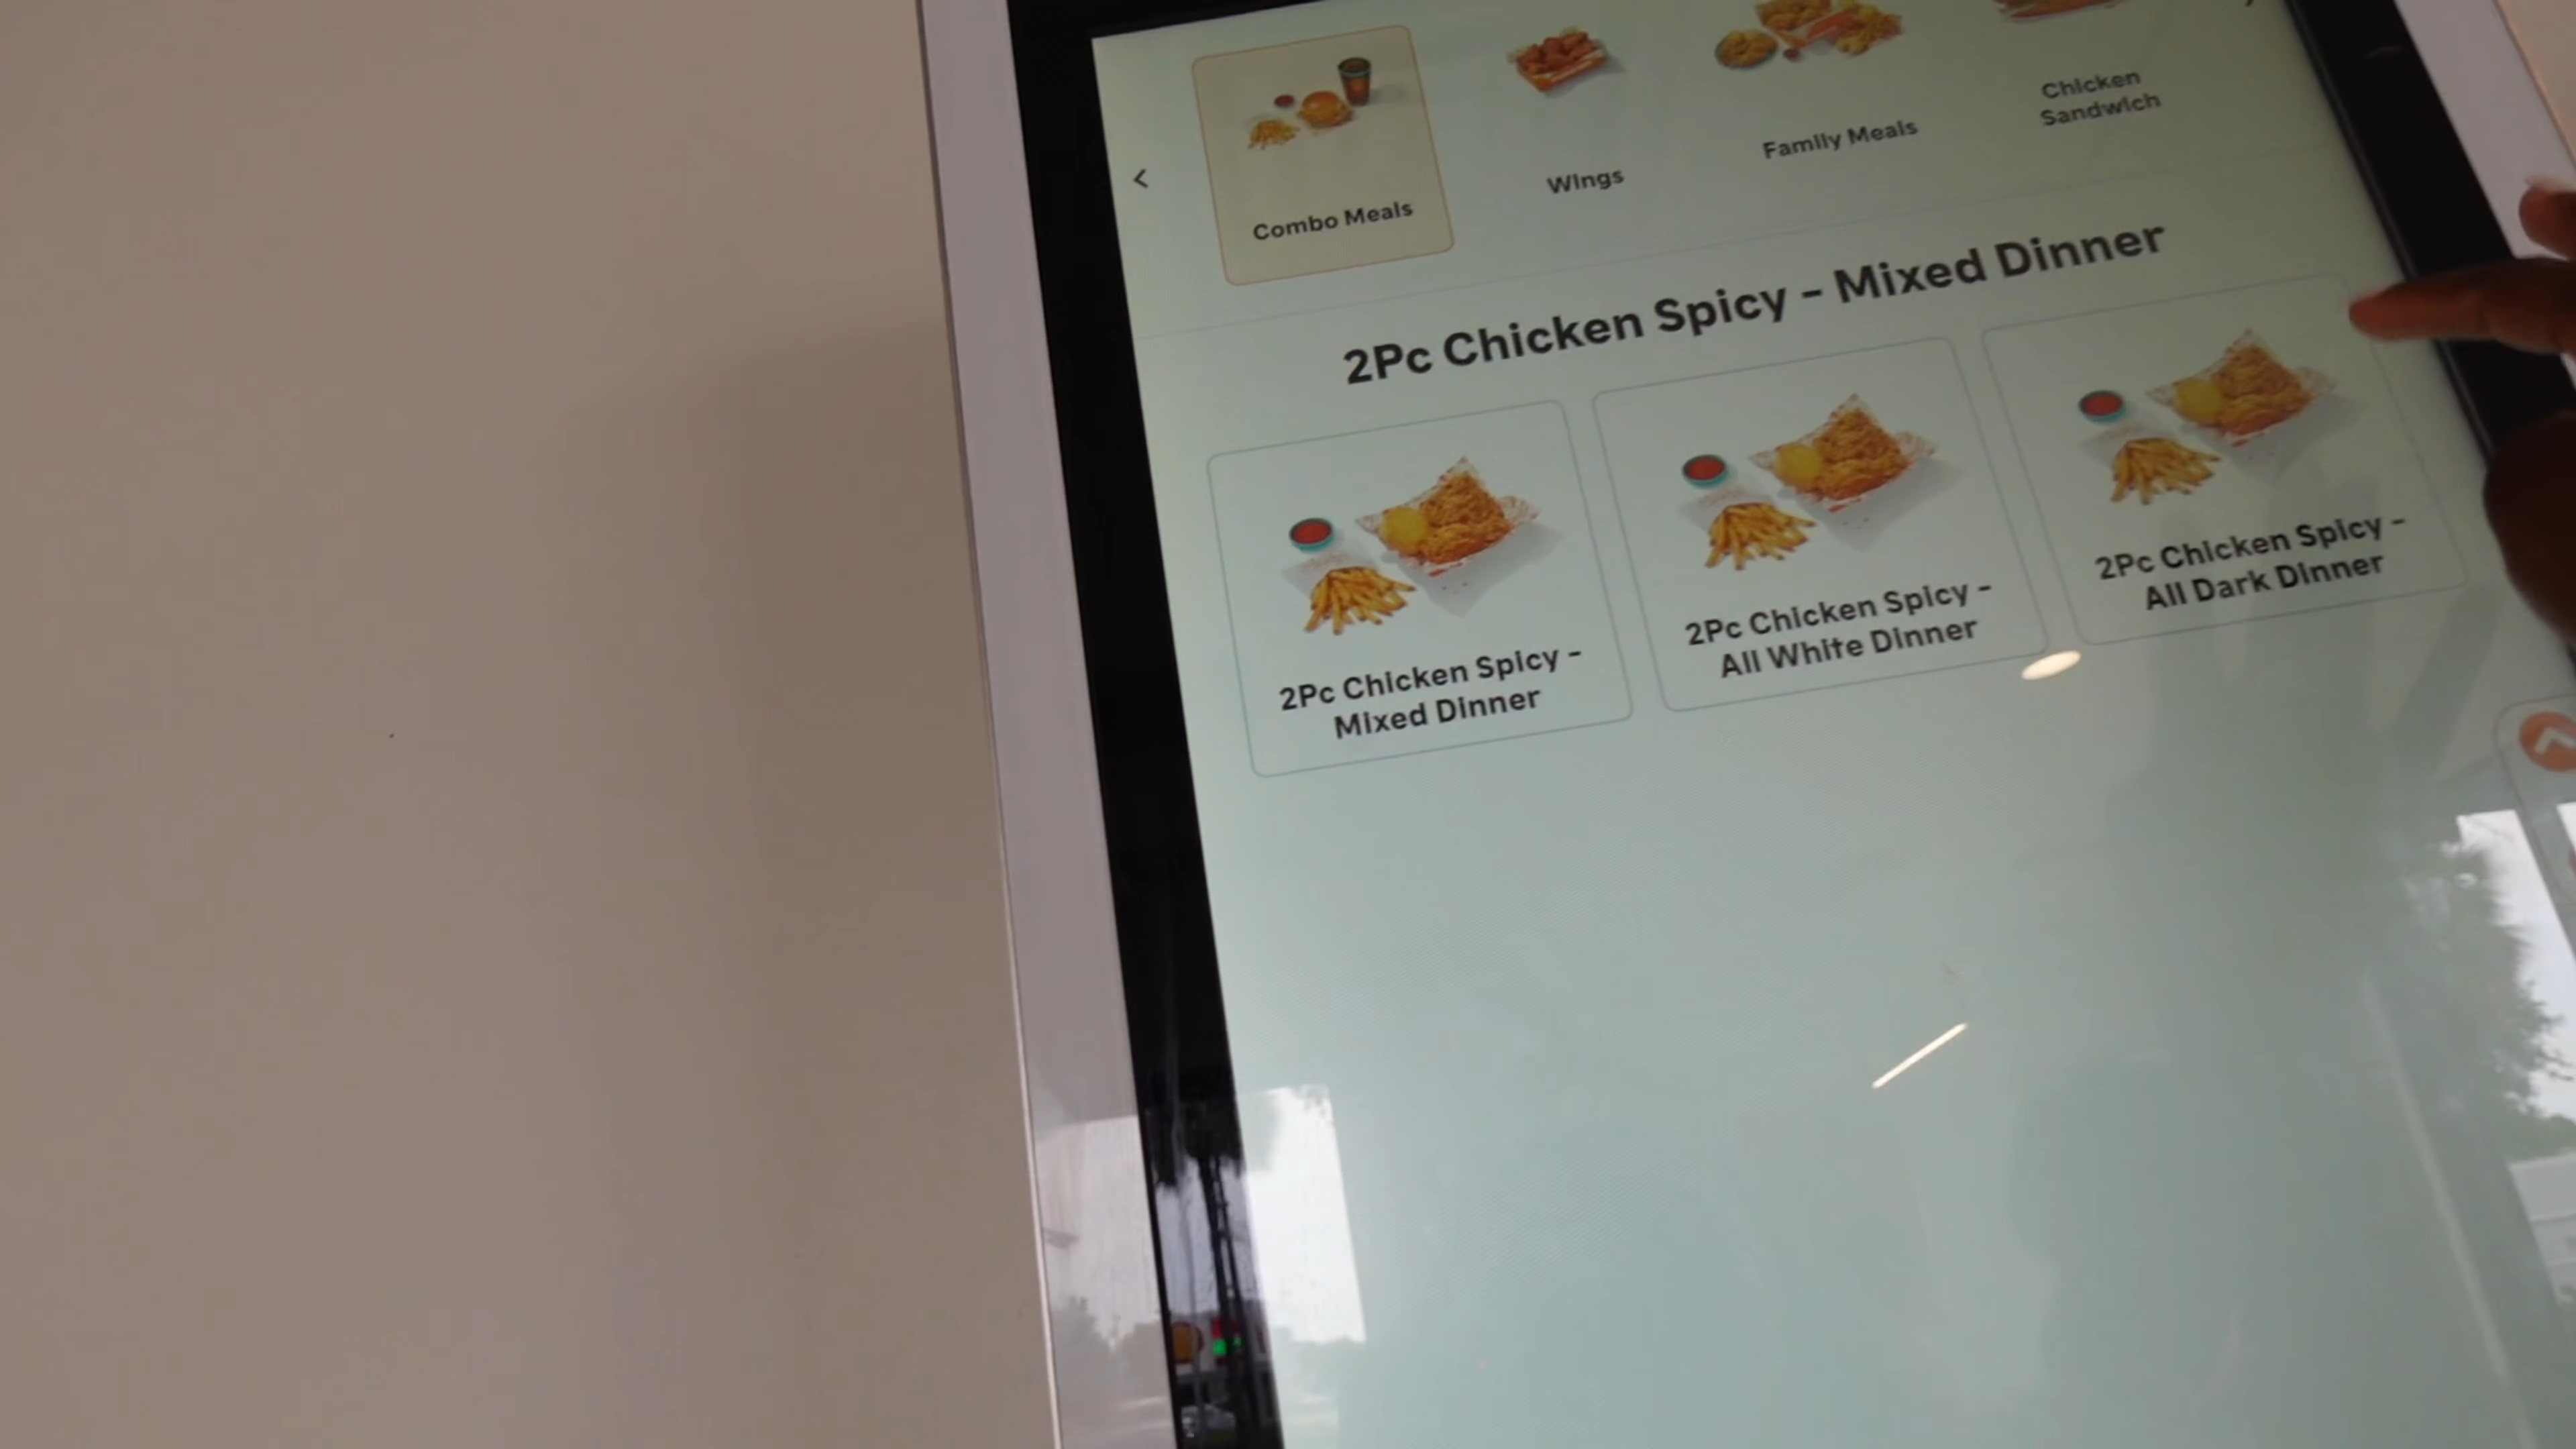 Combo Meals
Wings
Family Meals
Chicken
Sandwich
2Pc Chicken Spicy - Mixed Dinner
2Pc Chicken Spicy -
Mixed Dinner
2Pc Chicken Spicy -
All White Dinner
2Pc Chicken Spicy -
All Dark Dinner